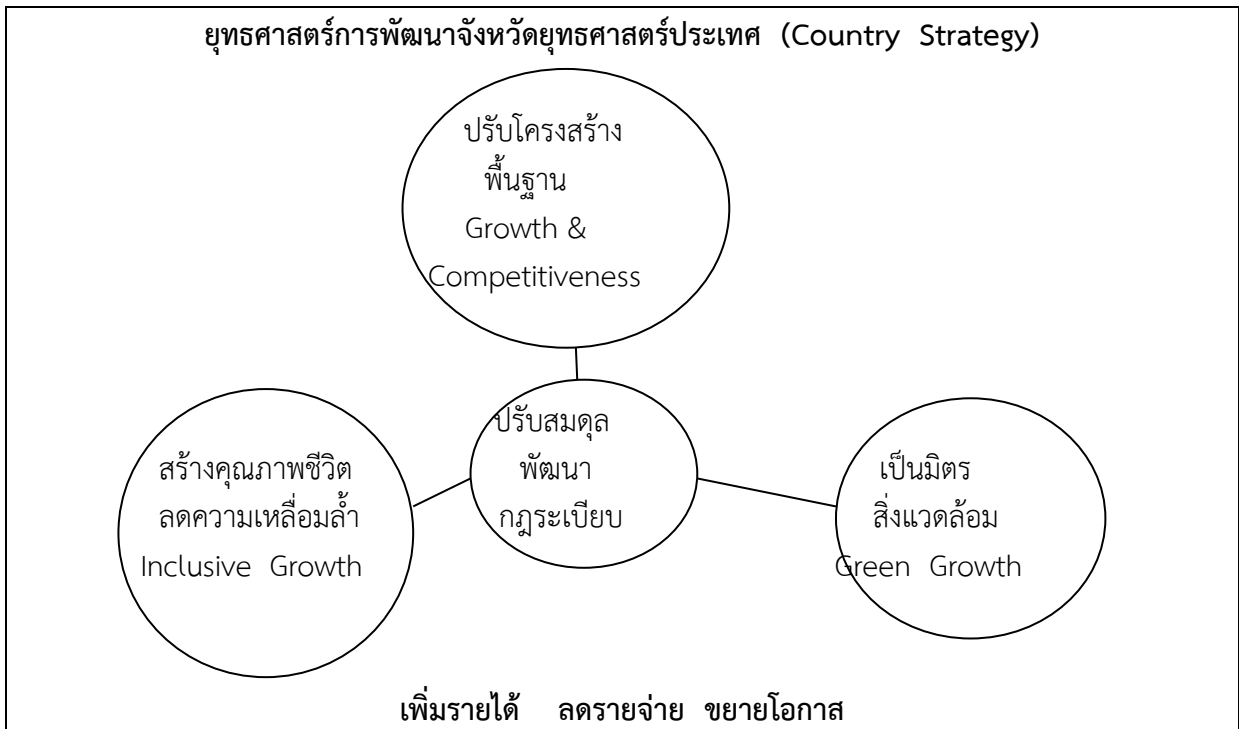 ยุทธศาสตร์การพัฒนาจังหวัดยุทธศาสตร์ประเทศ (Country Strategy)
ปรับโครงสร้าง
พื้นฐาน
Growth &
Competitiveness
สร้างคุณภาพชีวิต
ลดความเหลื่อมล้ำ
Inclusive Growth
ปรับสมดุล
พัฒนา
กฎระเบียบ
เป็นมิตร
สิ่งแวดล้อม
Green Growth
เพิ่มรายได้ ลดรายจ่าย ขยายโอกาส